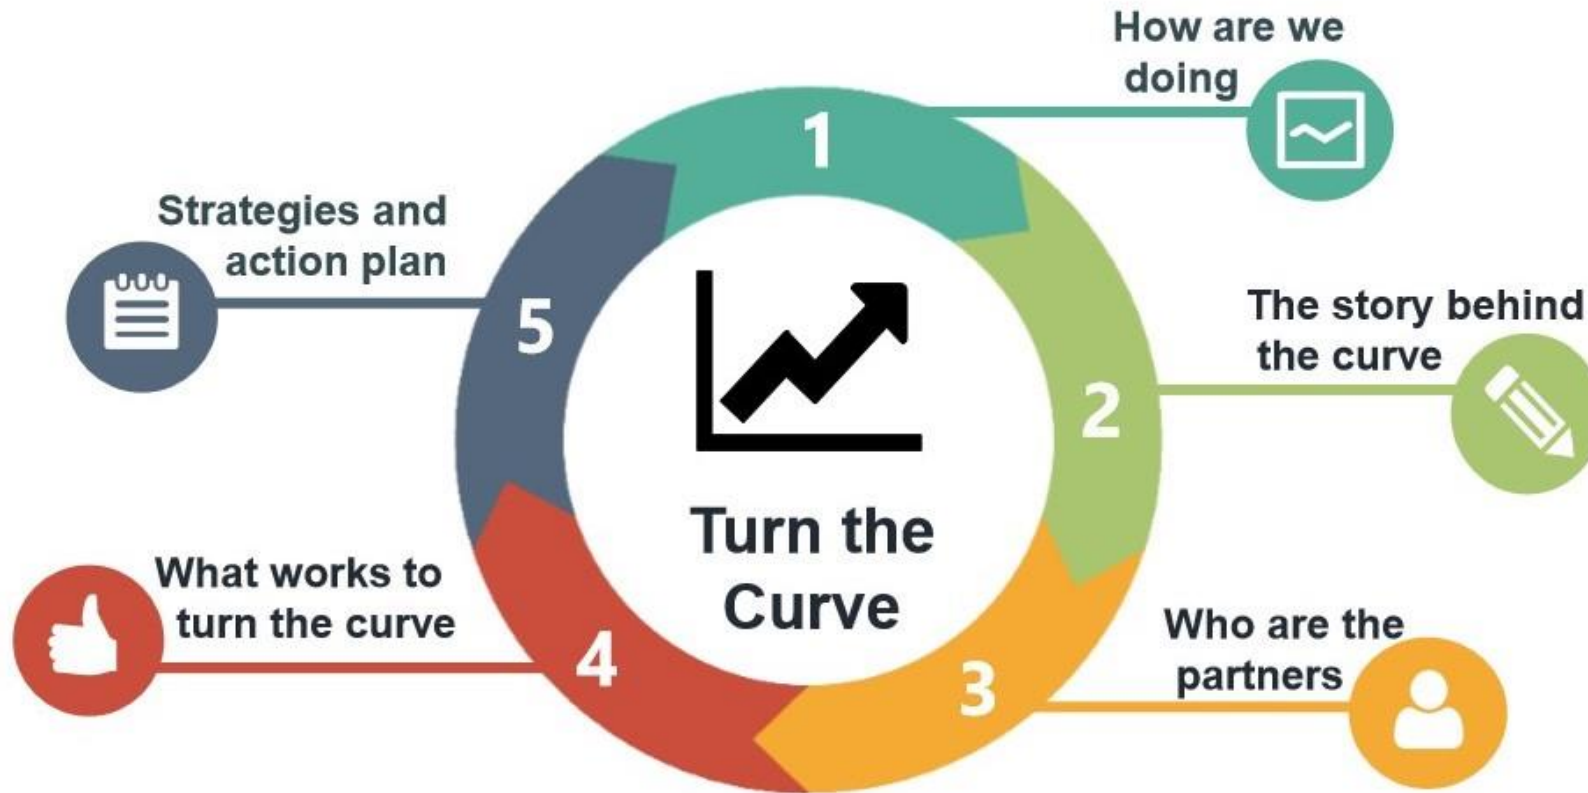 1
How are we
doing
2
The story behind
the curve
3
Who are the
partners
4
What works to
turn the curve
5
Strategies and
action plan
Turn the
Curve